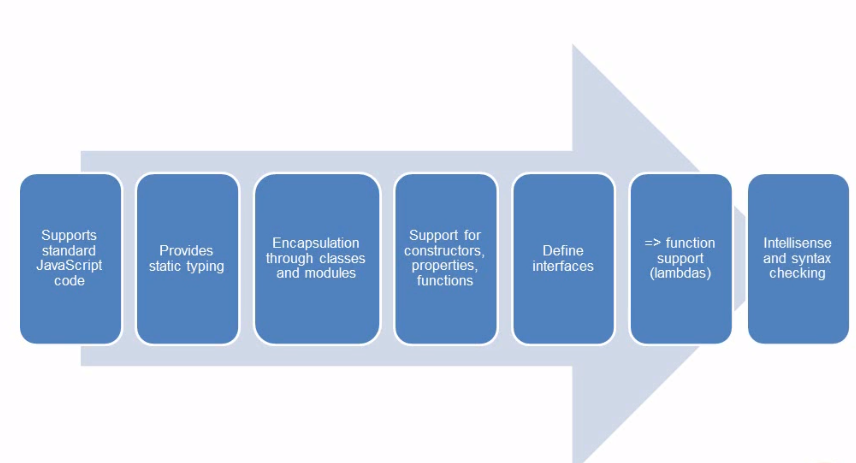 Supports
standard
JavaScript
code
Provides
static typing
Encapsulation
through classes
and modules
Support for
constructors,
properties,
functions
Define
interfaces
=> function
support
(lambdas)
Intellisense
and syntax
checking